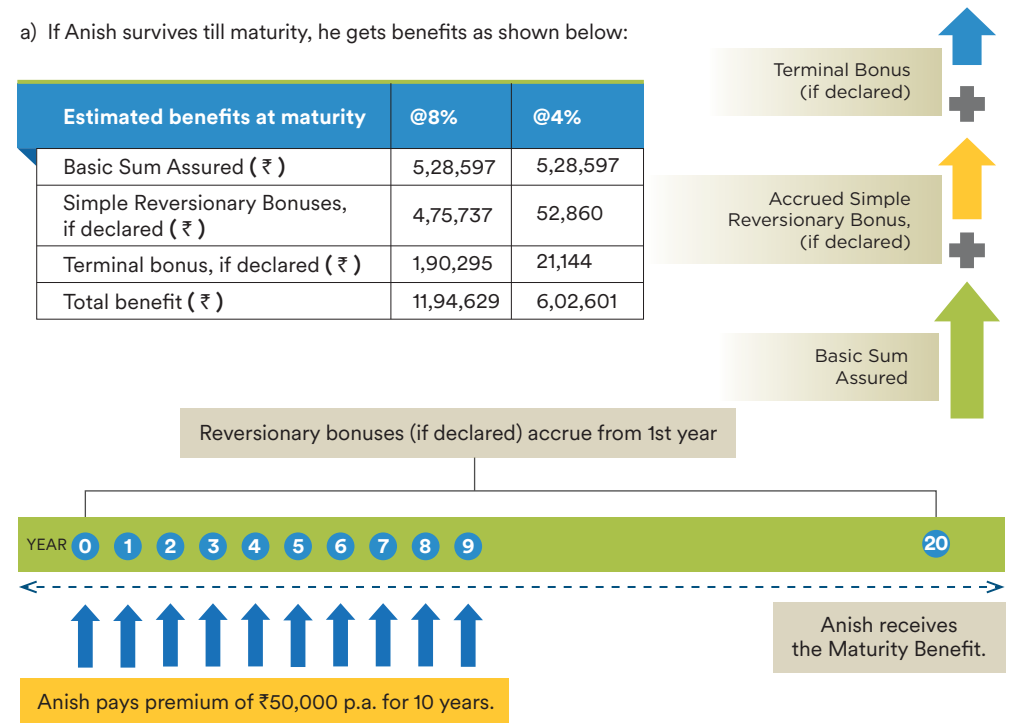 a) If Anish survives till maturity, he gets benefits as shown below:
Estimated benefits at maturity @8% @4%
Basic Sum Assured ( ₹ ) 5,28,597 5,28,597
Simple Reversionary Bonuses,
if declared ( ₹ ) 4,75,737 52,860
Terminal bonus, if declared ( ₹ ) 1,90,295 21,144
Total benefit ( ₹ ) 11,94,629 6,02,601
Terminal Bonus
(if declared)
Accrued Simple
Reversionary Bonus,
(if declared)
Basic Sum
Assured
Reversionary bonuses (if declared) accrue from 1st year
YEAR 0 1 2 3 4 5 6 7 8 9 20
Anish receives
the Maturity Benefit.
Anish pays premium of ₹50,000 p.a. for 10 years.